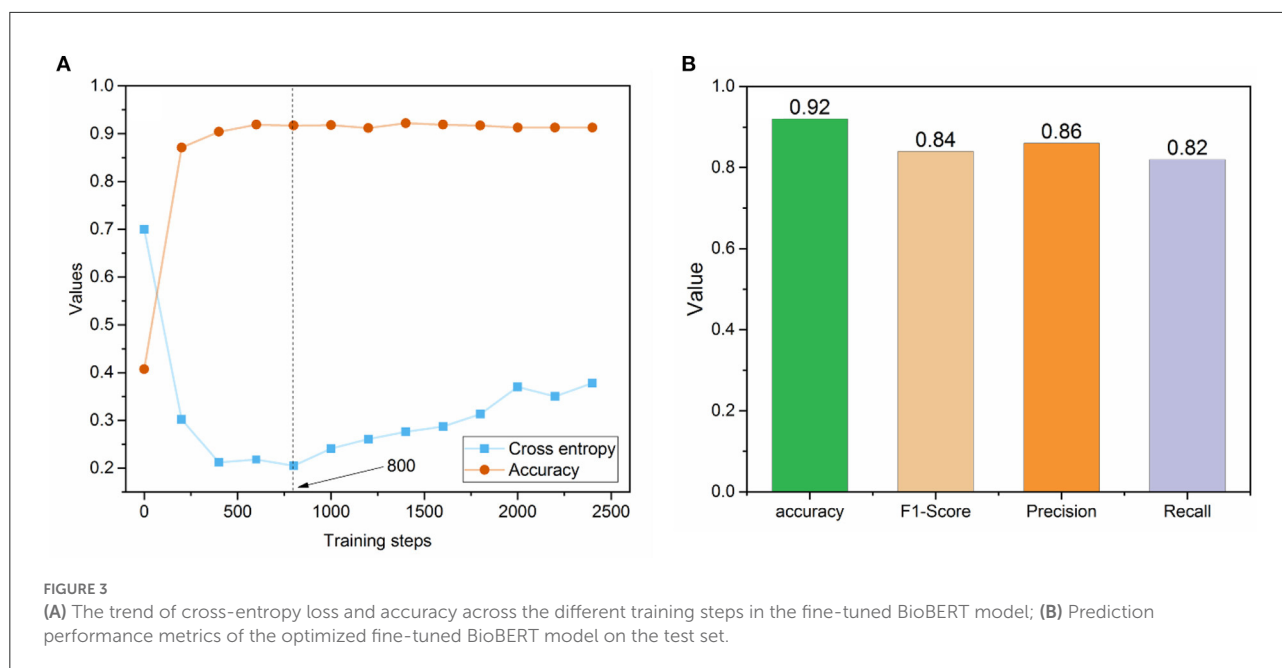 A
1.0
0.9
0.8
0.7
0.6
0.5
0.4
0.3
0.2
Values
0 500 1000 1500 2000 2500
Training steps
800
Cross entropy
Accuracy
B
1.0
0.8
0.6
0.4
0.2
0.0
Value
0.92
0.84
0.86
0.82
accuracy F1-Score Precision Recall
FIGURE 3
(A) The trend of cross-entropy loss and accuracy across the different training steps in the fine-tuned BioBERT model; (B) Prediction
performance metrics of the optimized fine-tuned BioBERT model on the test set.